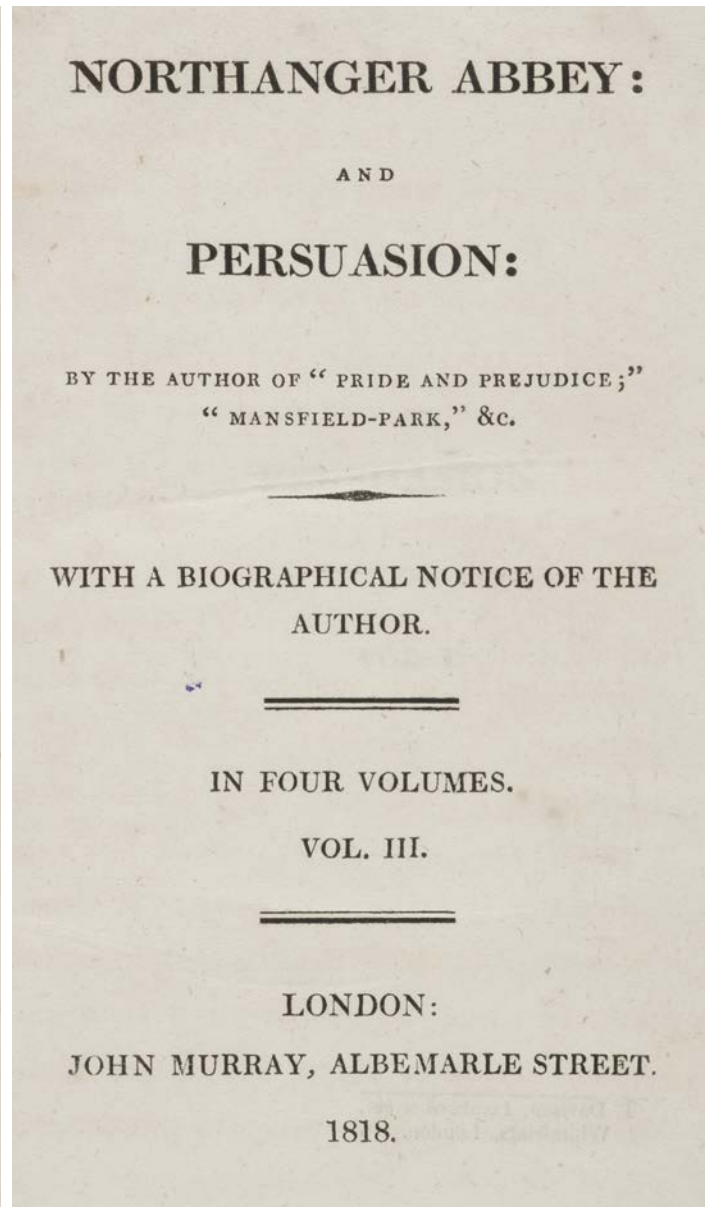 NORTHANGER ABBEY:
AND
PERSUASION:
BY THE AUTHOR OF “ PRIDE AND PREJUDICE;”
“ MANSFIELD-PARK,” &c.
WITH A BIOGRAPHICAL NOTICE OF THE
AUTHOR.
IN FOUR VOLUMES.
VOL. III.
LONDON:
JOHN MURRAY, ALBEMARLE STREET.
1818.